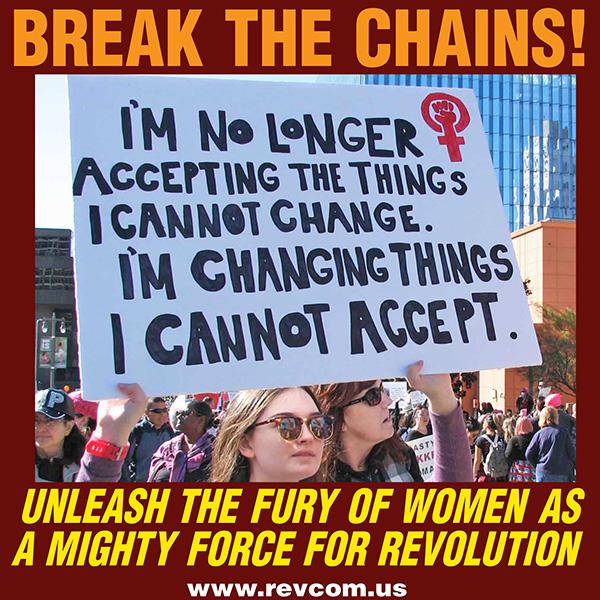 BREAK THE CHAINS!
I'M NO LONGER
ACCEPTING THE THINGS
I CANNOT CHANGE.
I'M CHANGING THINGS
I CANNOT ACCEPT.
P
ASTY
UNLEASH THE FURY OF WOMEN AS
A MIGHTY FORCE FOR REVOLUTION
www.revcom.us